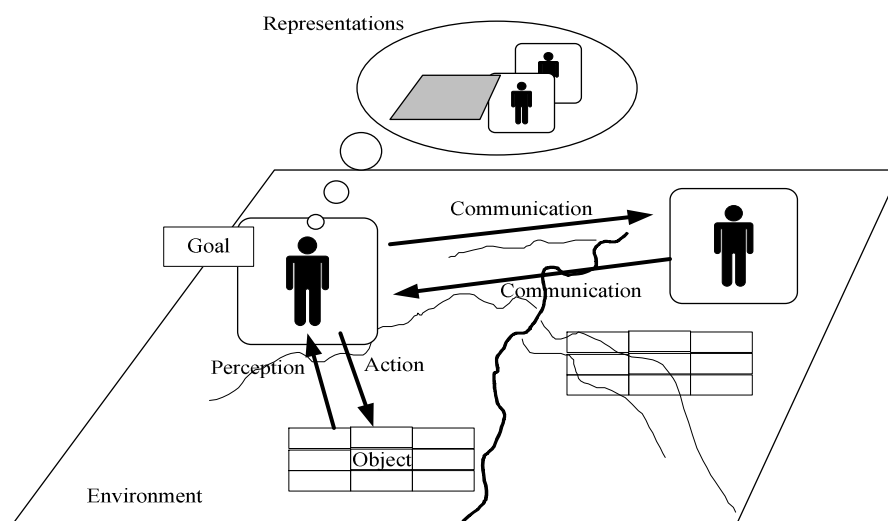 Representations
Communication
Goal
Communication
Perception
Action
Object
Environment